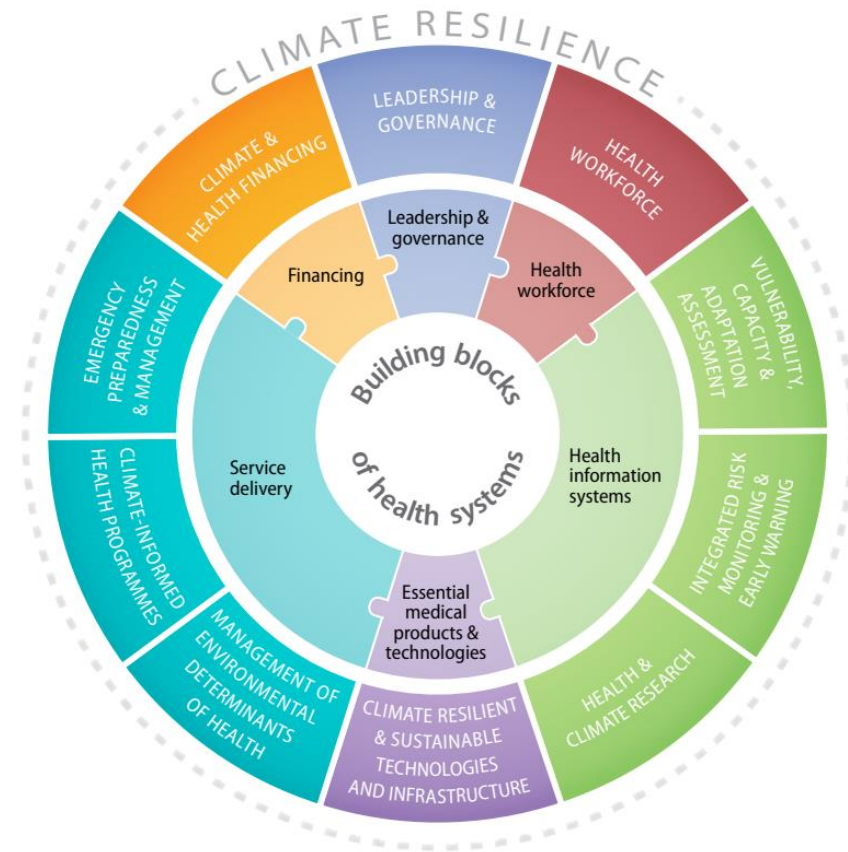 CLIMATE RESILIENCE
LEADERSHIP &
GOVERNANCE
HEALTH
WORKFORCE
VULNERABILITY,
CAPACITY &
ADAPTATION
ASSESSMENT
INTEGRATED RISK
MONITORING &
EARLY WARNING
HEALTH &
CLIMATE RESEARCH
CLIMATE RESILIENT
& SUSTAINABLE
TECHNOLOGIES
AND INFRASTRUCTURE
MANAGEMENT OF
ENVIRONMENTAL
DETERMINANTS
OF HEALTH
CLIMATE-INFORMED
HEALTH PROGRAMMES
EMERGENCY
PREPAREDNESS
& MANAGEMENT
CLIMATE &
HEALTH FINANCING
Leadership &
governance
Health
workforce
Health
information
systems
Essential
medical
products &
technologies
Service
delivery
Financing
Building blocks
of health systems